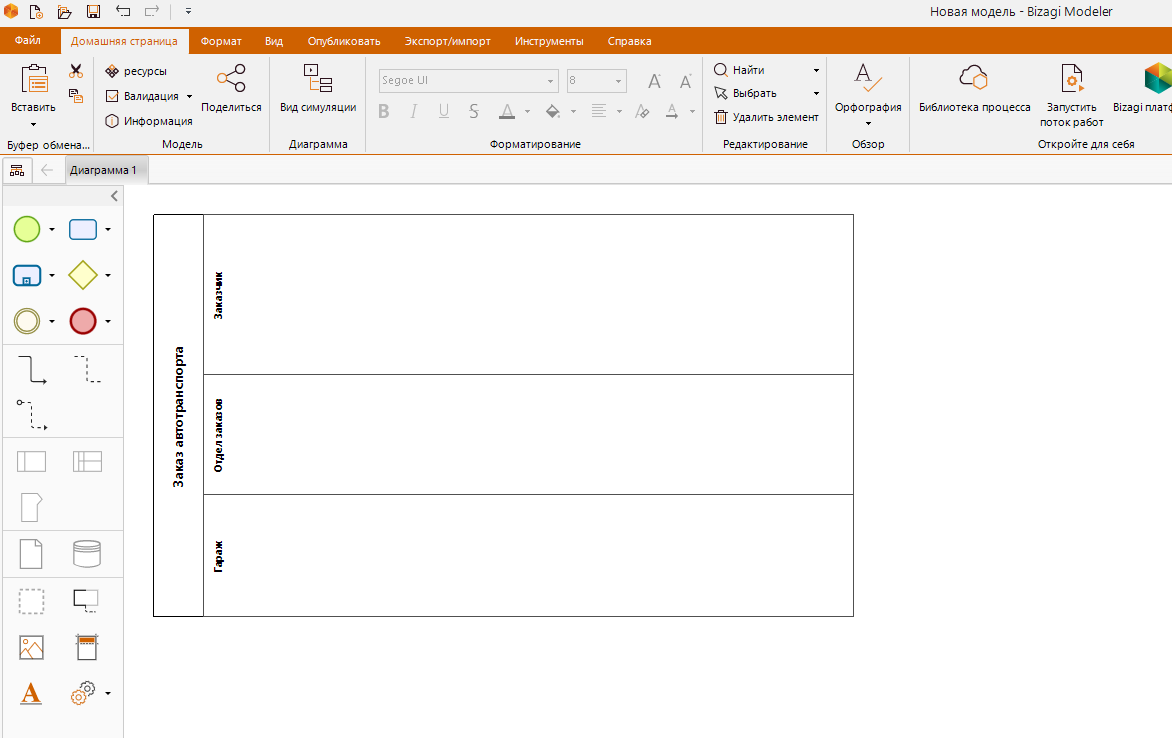 Новая модель - Bizagi Modeler
Файл
Домашняя страница
Формат
Вид
Опубликовать
Экспорт/импорт
Инструменты
Справка
Вставить
Буфер обмена...
ресурсы
Валидация
Информация
Поделиться
Модель
Вид симуляции
Диаграмма
Segoe UI
8
B I U S A
Форматирование
Найти
Выбрать
Удалить элемент
Редактирование
Орфография
Обзор
Библиотека процесса
Запустить
поток работ
Bizagi платф
Откройте для себя
Диаграмма 1
Заказ автотранспорта
Заказчик
Отдел заказов
Гараж